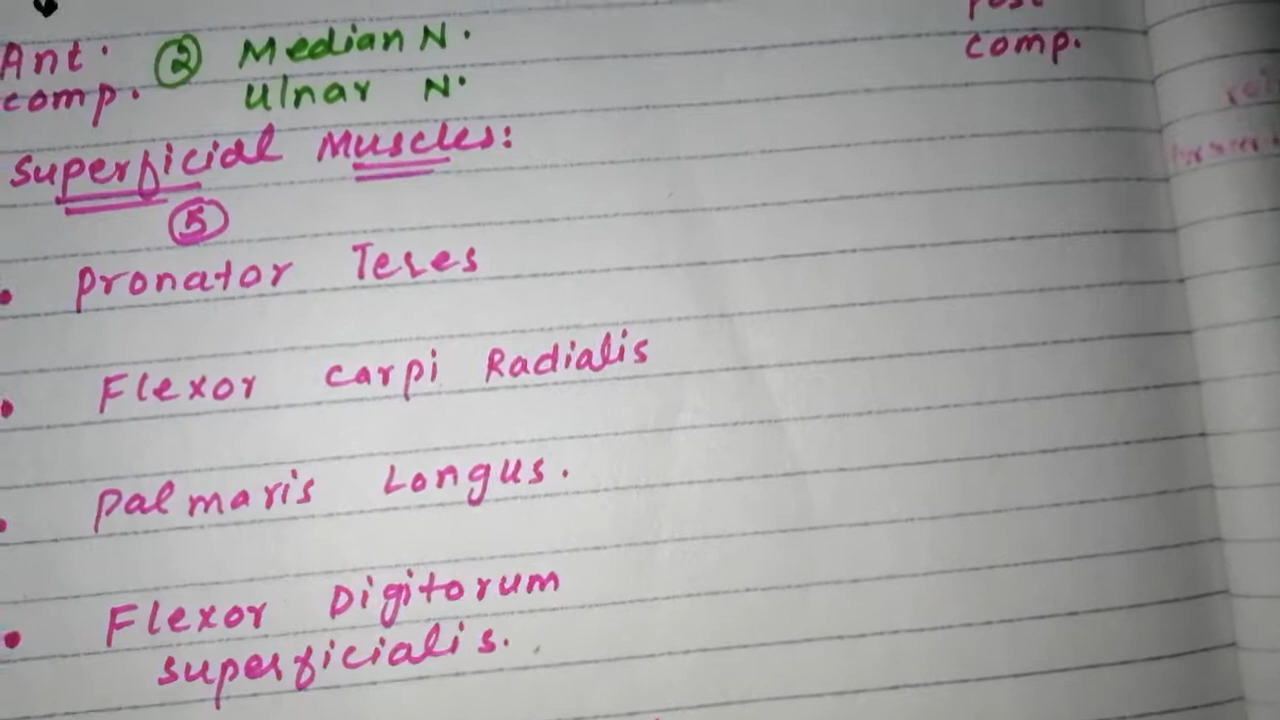 Post
comp.
Ant.
comp. ② Median N.
Ulnar N.
Superficial Muscles:
⑤
• Pronator Teres
• Flexor carpi Radialis
• Palmaris Longus.
• Flexor Digitorum
superficialis.